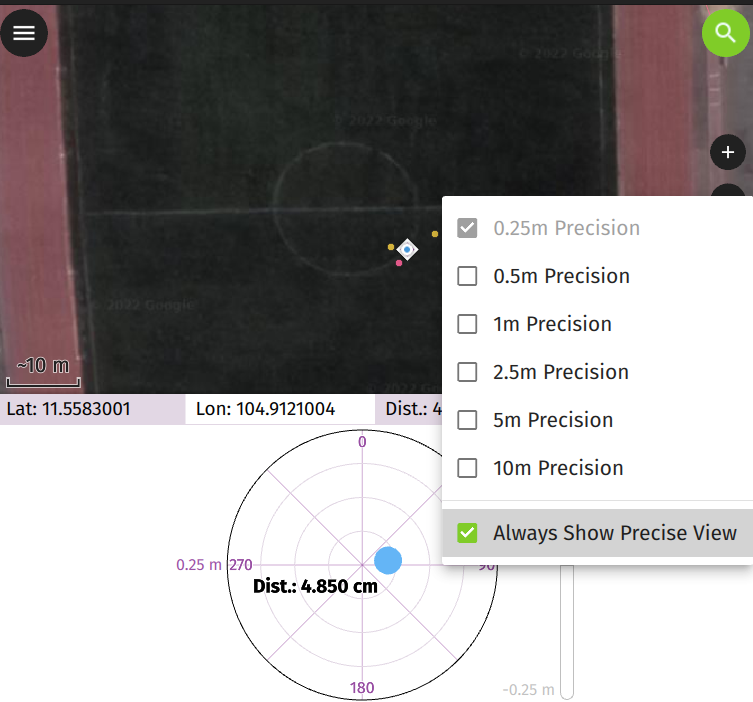 © 2022 Google
© 2022 Google
© 2022 Google
~10 m
Lat: 11.5583001
Lon: 104.9121004
Dist.: 4
0.25m Precision
0.5m Precision
1m Precision
2.5m Precision
5m Precision
10m Precision
Always Show Precise View
0
0.25 m
270
90
Dist.: 4.850 cm
180
-0.25 m